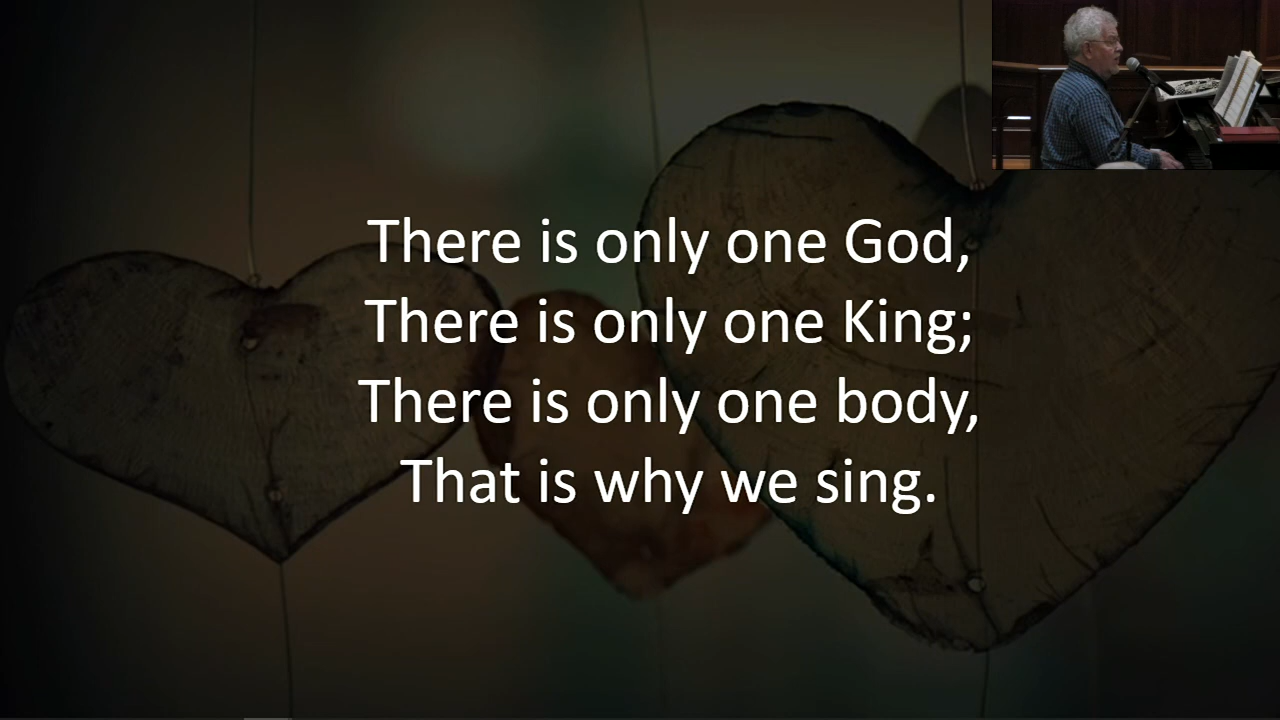 There is only one God,
There is only one King;
There is only one body,
That is why we sing.